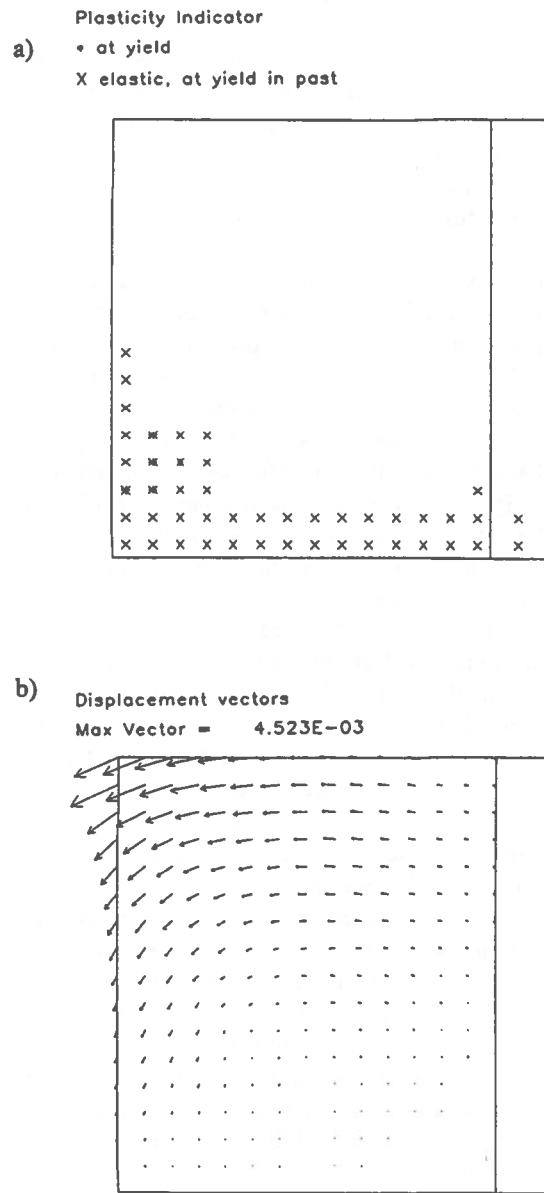 Plasticity Indicator
a)
* at yield
X elastic, at yield in past
b)
Displacement vectors
Max Vector = 4.523E-03